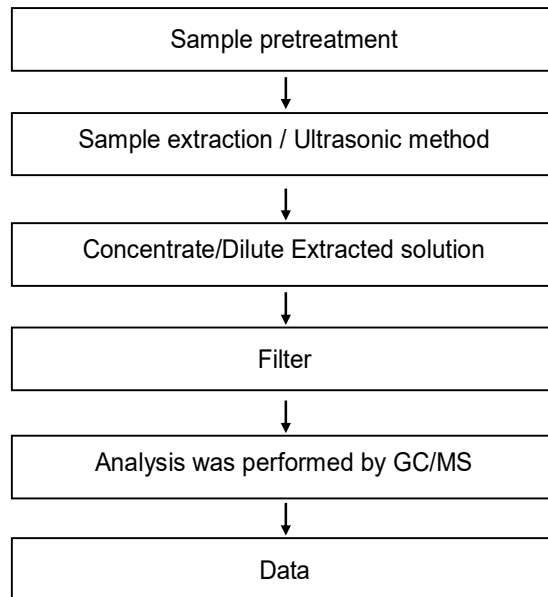 Sample pretreatment
Sample extraction / Ultrasonic method
Concentrate/Dilute Extracted solution
Filter
Analysis was performed by GC/MS
Data